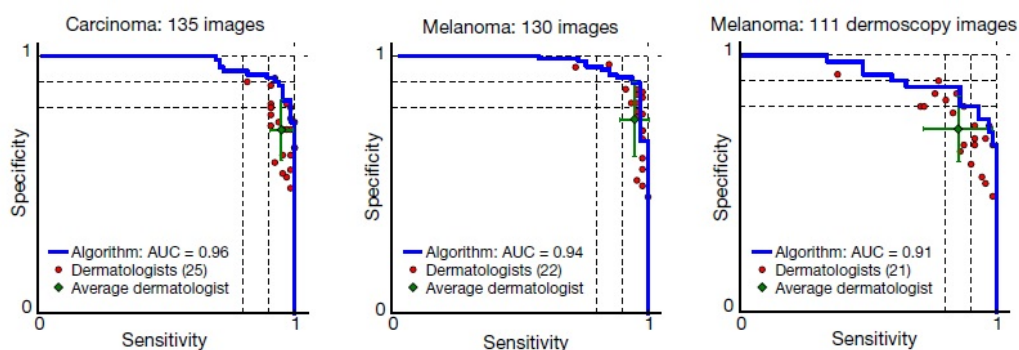 Carcinoma: 135 images
1
Specificity
Algorithm: AUC = 0.96
Dermatologists (25)
Average dermatologist
0
0
1
Sensitivity
Melanoma: 130 images
1
Specificity
Algorithm: AUC = 0.94
Dermatologists (22)
Average dermatologist
0
0
1
Sensitivity
Melanoma: 111 dermoscopy images
1
Specificity
Algorithm: AUC = 0.91
Dermatologists (21)
Average dermatologist
0
0
1
Sensitivity